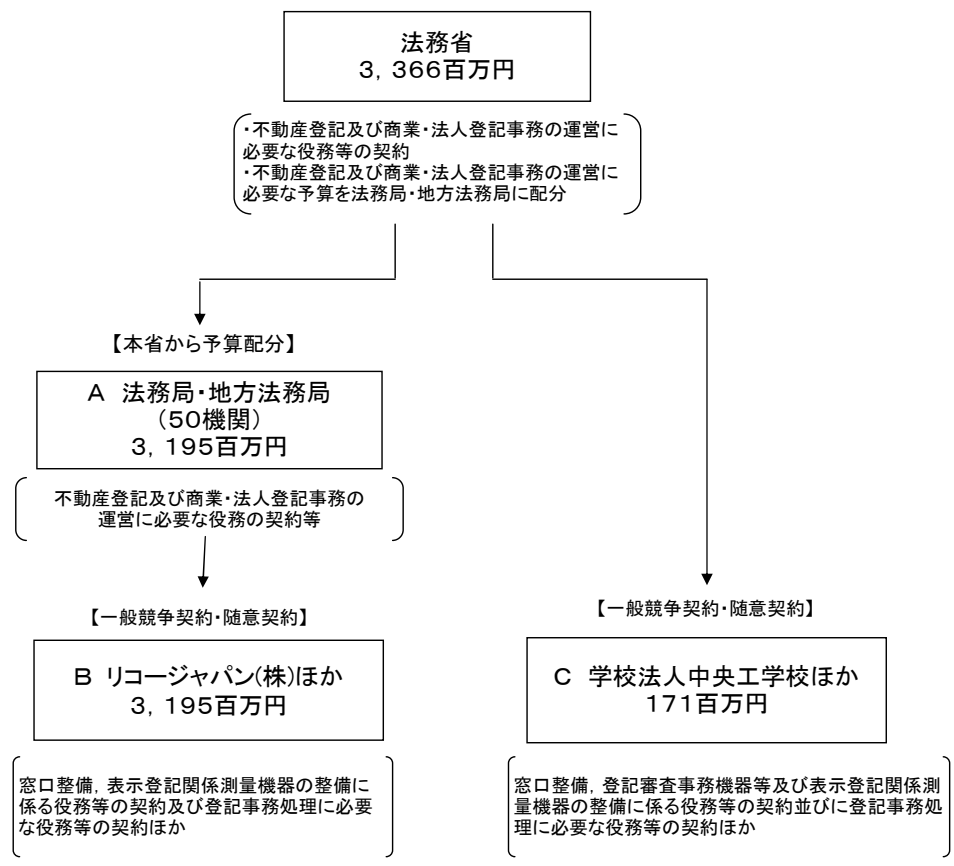 法務省
3，366百万円
・不動産登記及び商業・法人登記事務の運営に
必要な役務等の契約
・不動産登記及び商業・法人登記事務の運営に
必要な予算を法務局・地方法務局に配分
【本省から予算配分】
A　法務局・地方法務局
（50機関）
3，195百万円
不動産登記及び商業・法人登記事務の
運営に必要な役務の契約等
【一般競争契約・随意契約】
B　リコージャパン(株)ほか
3，195百万円
窓口整備，表示登記関係測量機器の整備に
係る役務等の契約及び登記事務処理に必要
な役務等の契約ほか
【一般競争契約・随意契約】
C　学校法人中央工学校ほか
171百万円
窓口整備，登記審査事務機器等及び表示登記関係測
量機器の整備に係る役務等の契約並びに登記事務処
理に必要な役務等の契約ほか